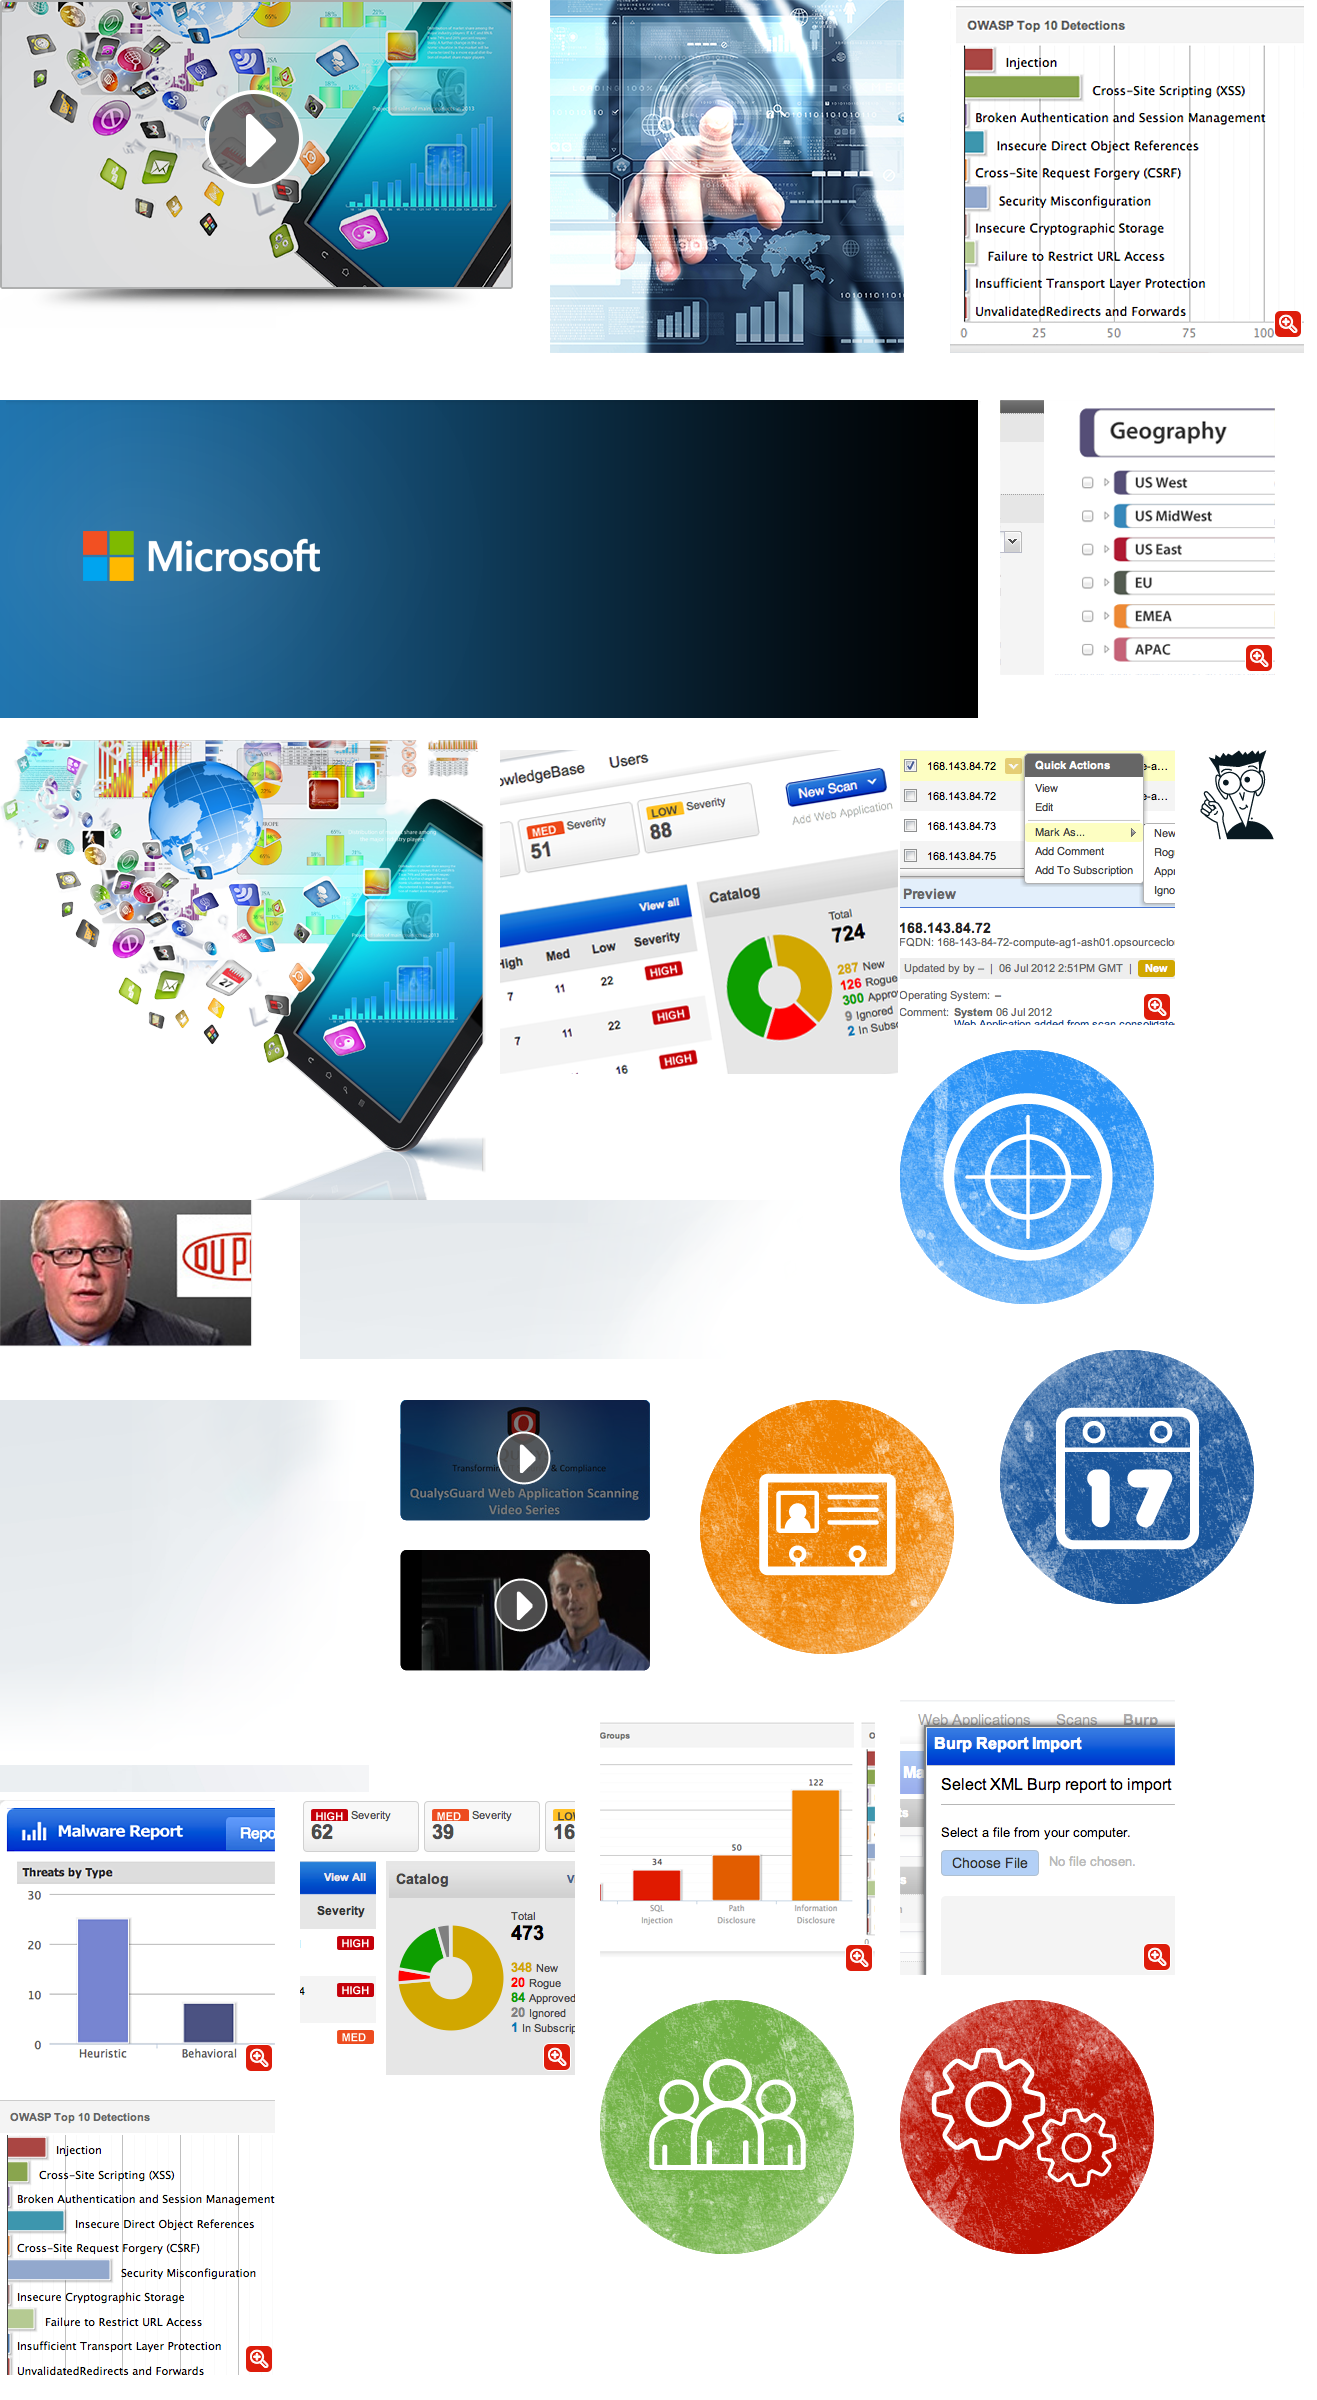 OWASP Top 10 Detections
Injection
Cross-Site Scripting (XSS)
Broken Authentication and Session Management
Insecure Direct Object References
Cross-Site Request Forgery (CSRF)
Security Misconfiguration
Insecure Cryptographic Storage
Failure to Restrict URL Access
Insufficient Transport Layer Protection
UnvalidatedRedirects and Forwards
0 25 50 75 100
Microsoft
Geography
US West
US MidWest
US East
EU
EMEA
APAC
owledgeBase Users
New Scan
Add Web Application
MED Severity
51
LOW Severity
88
View all
High Med Low Severity
7 11 22 HIGH
7 11 22 HIGH
16 HIGH
Catalog
Total
724
287 New
126 Rogue
300 Appro
9 Ignored
2 In Subsc
168.143.84.72
168.143.84.72
168.143.84.73
168.143.84.75
Quick Actions
View
Edit
Mark As...
Add Comment
Add To Subscription
e-a...
e-a...
New
Rog
Appr
Igno
Preview
168.143.84.72
FQDN: 168-143-84-72-compute-ag1-ash01.opsourceclo
Updated by by – | 06 Jul 2012 2:51PM GMT | New
Operating System: –
Comment: System 06 Jul 2012
Web Application added from scan consolidate
27
DUP
QualysGuard Web Application Scanning
Video Series
& Compliance
17
Web Applications Scans Burp
Burp Report Import
Select XML Burp report to import
Select a file from your computer.
Choose File No file chosen.
Ma
Groups
34
50
122
SQL Injection
Path Disclosure
Information Disclosure
Malware Report Repo
Threats by Type
30
20
10
0
Heuristic Behavioral
HIGH Severity
62
MED Severity
39
LO
16
View All
Severity
HIGH
4 HIGH
MED
Catalog
Total
473
348 New
20 Rogue
84 Approved
20 Ignored
1 In Subscrip
OWASP Top 10 Detections
Injection
Cross-Site Scripting (XSS)
Broken Authentication and Session Management
Insecure Direct Object References
Cross-Site Request Forgery (CSRF)
Security Misconfiguration
Insecure Cryptographic Storage
Failure to Restrict URL Access
Insufficient Transport Layer Protection
UnvalidatedRedirects and Forwards